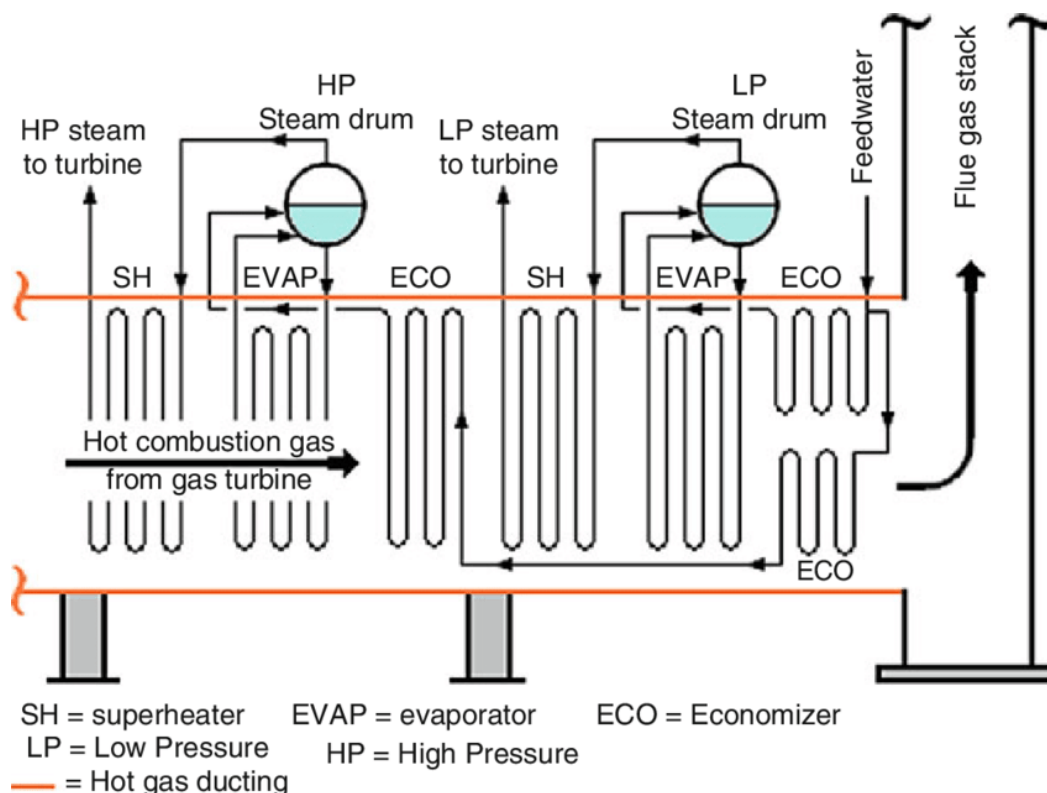 HP
Steam drum
LP
Steam drum
HP steam
to turbine
LP steam
to turbine
Feedwater
Flue gas stack
SH
EVAP
ECO
SH
EVAP
ECO
Hot combustion gas
from gas turbine
ECO
SH = superheater
EVAP = evaporator
ECO = Economizer
LP = Low Pressure
HP = High Pressure
= Hot gas ducting